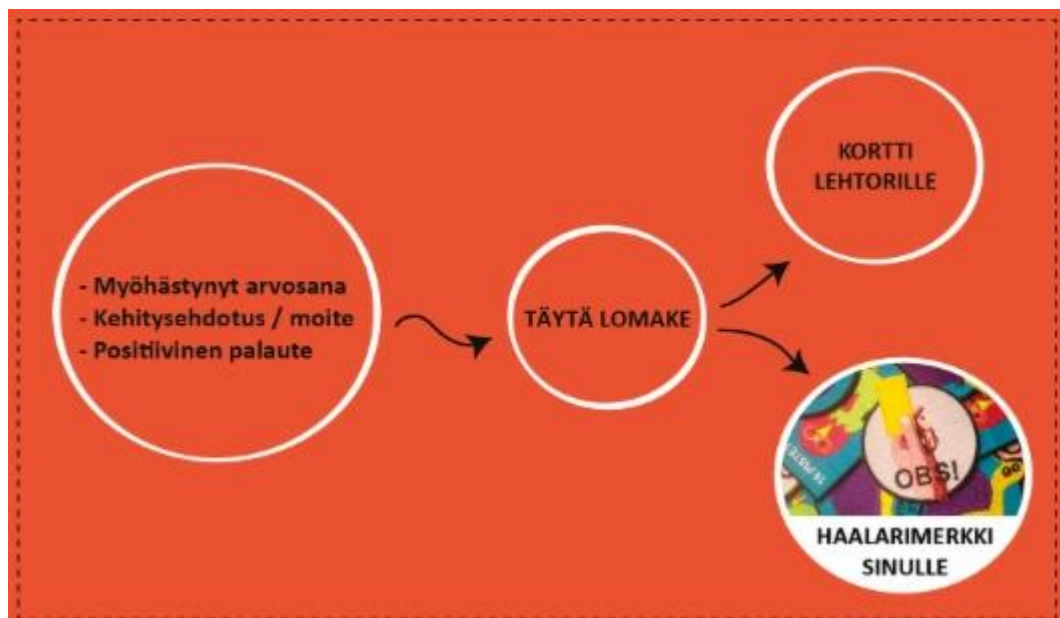 - Myöhästynyt arvosana
- Kehitysehdotus / moite
- Positiivinen palaute
TÄYTÄ LOMAKE
KORTTI
LEHTORILLE
OBS!
HAALARIMERKKI
SINULLE